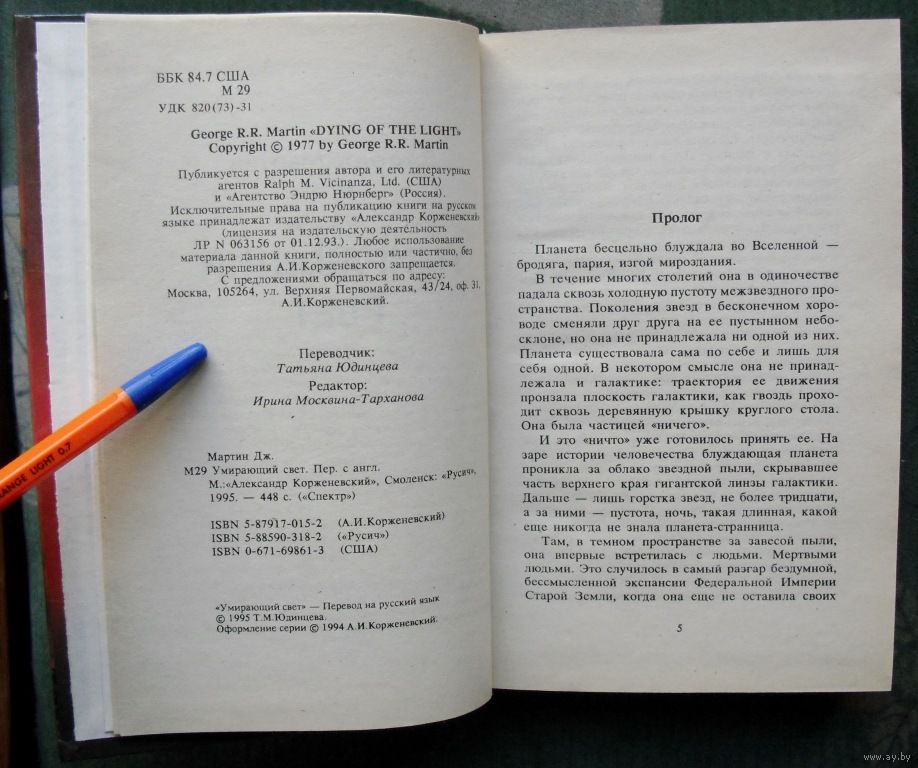 ББК 84.7 США
М 29
УДК 820(73)-31
George R.R. Martin «DYING OF THE LIGHT»
Copyright © 1977 by George R.R. Martin
Публикуется с разрешения автора и его литературных
агентов Ralph M. Vicinanza, Ltd. (США)
и «Агентство Эндрю Нюрнберг» (Россия).
Исключительные права на публикацию книги на русском
языке принадлежат издательству «Александр Корженевский»
(лицензия на издательскую деятельность
ЛР N 063156 от 01.12.93.). Любое использование
материала данной книги, полностью или частично, без
разрешения А.И.Корженевского запрещается.
С предложениями обращаться по адресу:
Москва, 105264, ул. Верхняя Первомайская, 43/24, оф. 31,
А.И.Корженевский.
Переводчик:
Татьяна Юдинцева
Редактор:
Ирина Москвина-Тарханова
Мартин Дж.
М29 Умирающий свет. Пер. с англ.
М.:«Александр Корженевский», Смоленск: «Русич»,
1995. — 448 с. («Спектр»)
ISBN 5-87917-015-2 (А.И.Корженевский)
ISBN 5-88590-318-2 («Русич»)
ISBN 0-671-69861-3 (США)
«Умирающий свет» — Перевод на русский язык
© 1995 Т.М.Юдинцева.
Оформление серии © 1994 А.И.Корженевский.
RANGE LIGHT 0.7
Пролог
Планета бесцельно блуждала во Вселенной —
бродяга, пария, изгой мироздания.
В течение многих столетий она в одиночестве
падала сквозь холодную пустоту межзвездного про-
странства. Поколения звезд в бесконечном хоро-
воде сменяли друг друга на ее пустынном небо-
склоне, но она не принадлежала ни одной из них.
Планета существовала сама по себе и лишь для
себя одной. В некотором смысле она не принад-
лежала и галактике: траектория ее движения
пронзала плоскость галактики, как гвоздь прохо-
дит сквозь деревянную крышку круглого стола.
Она была частицей «ничего».
И это «ничто» уже готовилось принять ее. На
заре истории человечества блуждающая планета
проникла за облако звездной пыли, скрывавшее
часть верхнего края гигантской линзы галактики.
Дальше — лишь горстка звезд, не более тридцати,
а за ними — пустота, ночь, такая длинная, какой
еще никогда не знала планета-странница.
Там, в темном пространстве за завесой пыли,
она впервые встретилась с людьми. Мертвыми
людьми. Это случилось в самый разгар бездумной,
бессмысленной экспансии Федеральной Империи
Старой Земли, когда она еще не оставила своих
5
www.ay.by